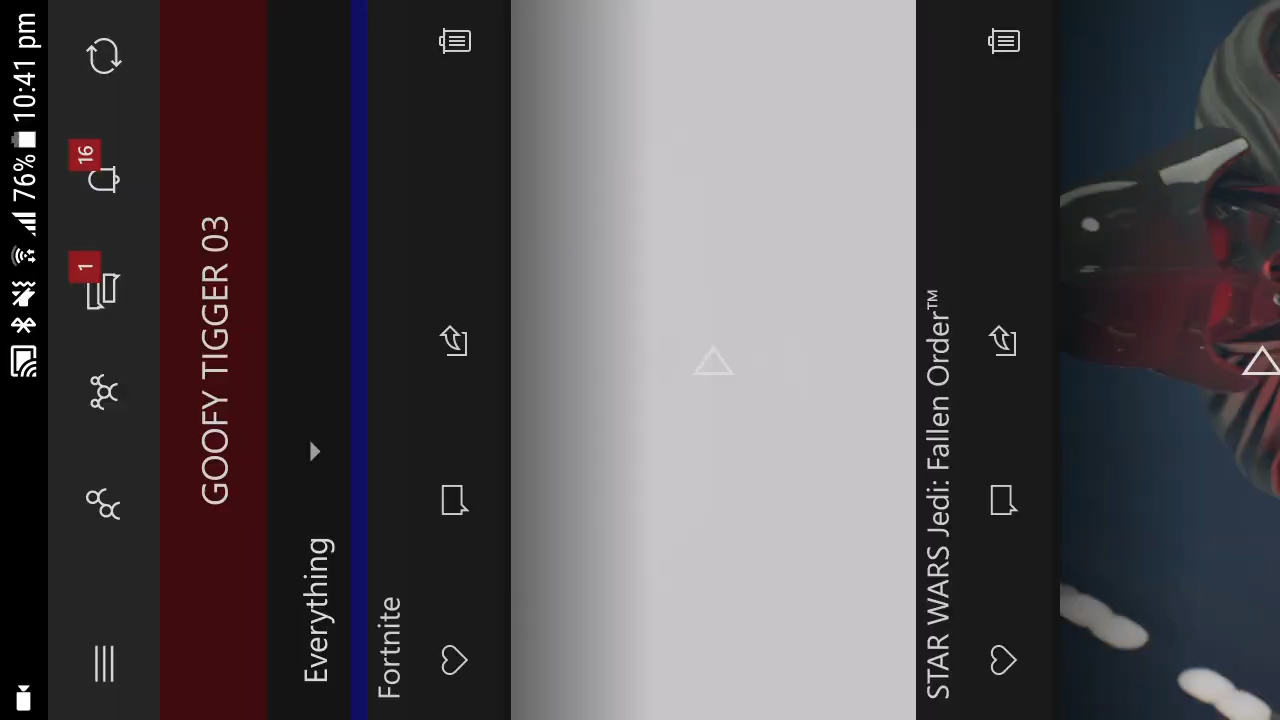 76% 10:41 pm
1
16
GOOFY TIGGER 03
Everything
Fortnite
STAR WARS Jedi: Fallen Order™